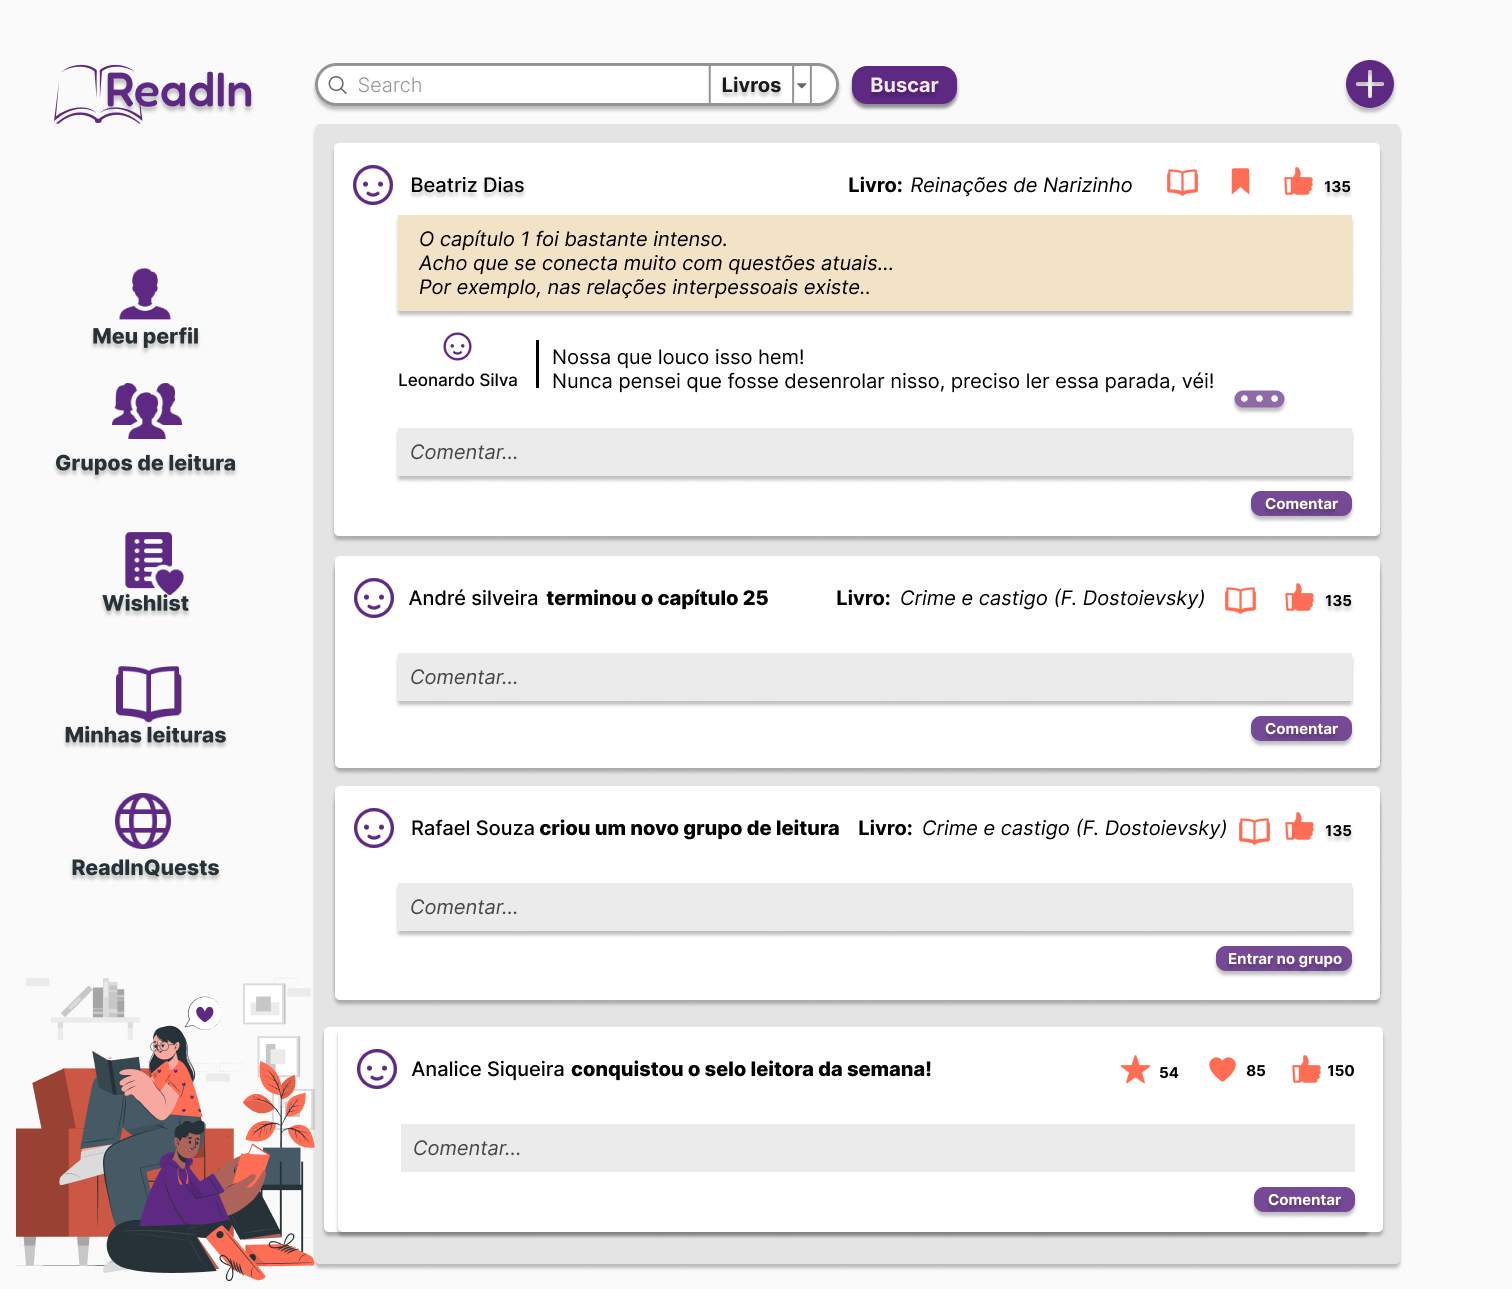 ReadIn
Search
Livros
Buscar
Meu perfil
Grupos de leitura
Wishlist
Minhas leituras
ReadInQuests
Beatriz Dias
Livro: Reinações de Narizinho
135
O capítulo 1 foi bastante intenso.
Acho que se conecta muito com questões atuais...
Por exemplo, nas relações interpessoais existe..
Leonardo Silva
Nossa que louco isso hem!
Nunca pensei que fosse desenrolar nisso, preciso ler essa parada, véi!
Comentar...
Comentar
André silveira terminou o capítulo 25
Livro: Crime e castigo (F. Dostoievsky)
135
Comentar...
Comentar
Rafael Souza criou um novo grupo de leitura
Livro: Crime e castigo (F. Dostoievsky)
135
Comentar...
Entrar no grupo
Analice Siqueira conquistou o selo leitora da semana!
54
85
150
Comentar...
Comentar